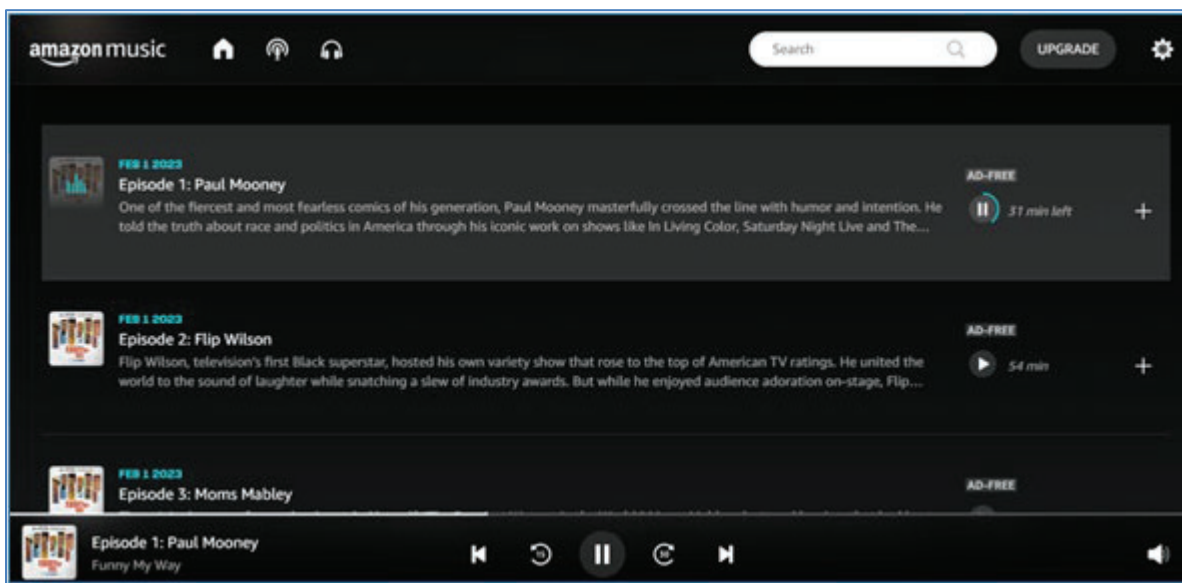 amazon music
Search
UPGRADE
FEB 1 2023
Episode 1: Paul Mooney
AD-FREE
One of the fiercest and most fearless comics of his generation, Paul Mooney masterfully crossed the line with humor and intention. He
told the truth about race and politics in America through his iconic work on shows like In Living Color, Saturday Night Live and The...
31 min left
FEB 1 2023
Episode 2: Flip Wilson
AD-FREE
Flip Wilson, television's first Black superstar, hosted his own variety show that rose to the top of American TV ratings. He united the
world to the sound of laughter while snatching a slew of industry awards. But while he enjoyed audience adoration on-stage, Flip...
54 min
FEB 1 2023
Episode 3: Moms Mabley
AD-FREE
Episode 1: Paul Mooney
Funny My Way
15
30